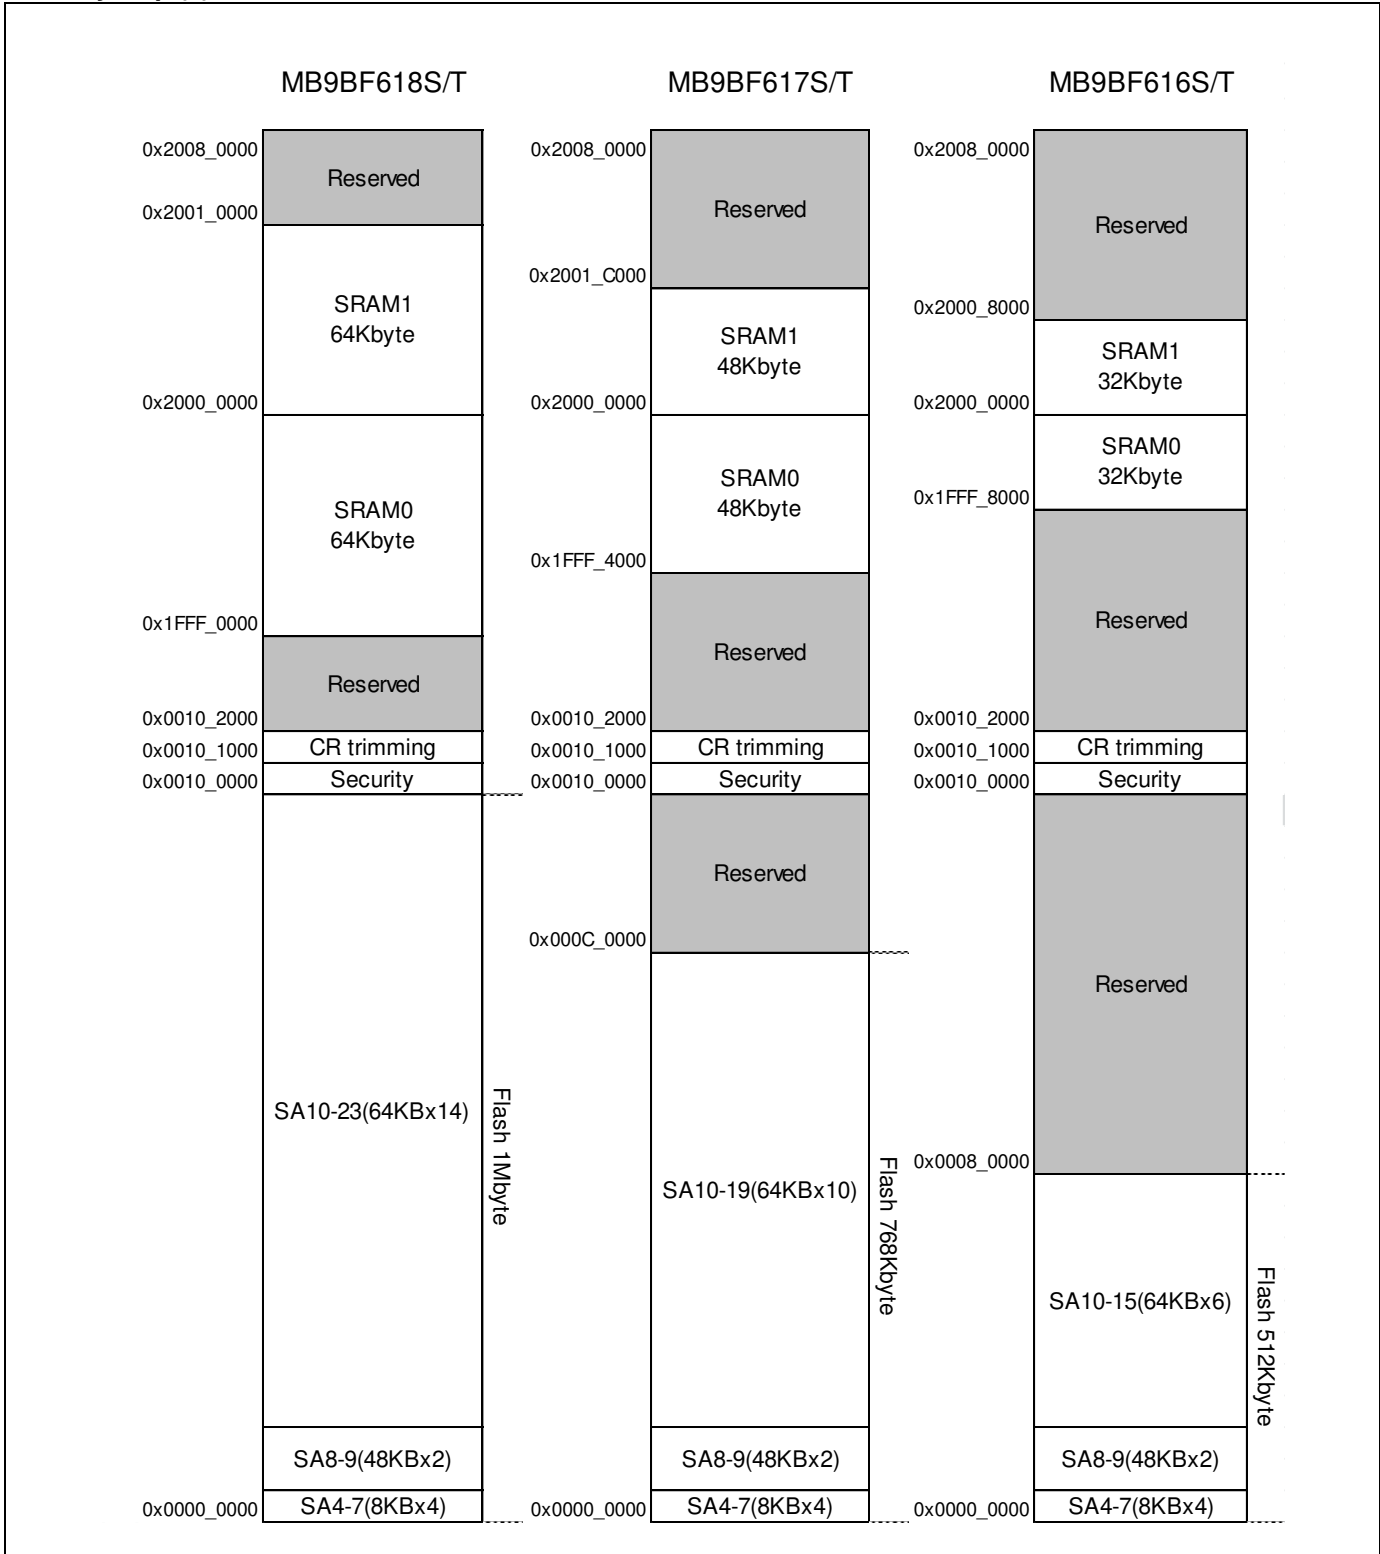 MB9BF618S/T
0x2008_0000
Reserved
0x2001_0000
SRAM1
64Kbyte
0x2000_0000
SRAM0
64Kbyte
0x1FFF_0000
Reserved
0x0010_2000
CR trimming
0x0010_1000
Security
0x0010_0000
SA10-23(64KBx14)
Flash 1Mbyte
SA8-9(48KBx2)
SA4-7(8KBx4)
0x0000_0000
MB9BF617S/T
0x2008_0000
Reserved
0x2001_C000
SRAM1
48Kbyte
0x2000_0000
SRAM0
48Kbyte
0x1FFF_4000
Reserved
0x0010_2000
CR trimming
0x0010_1000
Security
0x0010_0000
Reserved
0x000C_0000
SA10-19(64KBx10)
Flash 768Kbyte
SA8-9(48KBx2)
SA4-7(8KBx4)
0x0000_0000
MB9BF616S/T
0x2008_0000
Reserved
0x2000_8000
SRAM1
32Kbyte
0x2000_0000
SRAM0
32Kbyte
0x1FFF_8000
Reserved
0x0010_2000
CR trimming
0x0010_1000
Security
0x0010_0000
Reserved
0x0008_0000
SA10-15(64KBx6)
Flash 512Kbyte
SA8-9(48KBx2)
SA4-7(8KBx4)
0x0000_0000